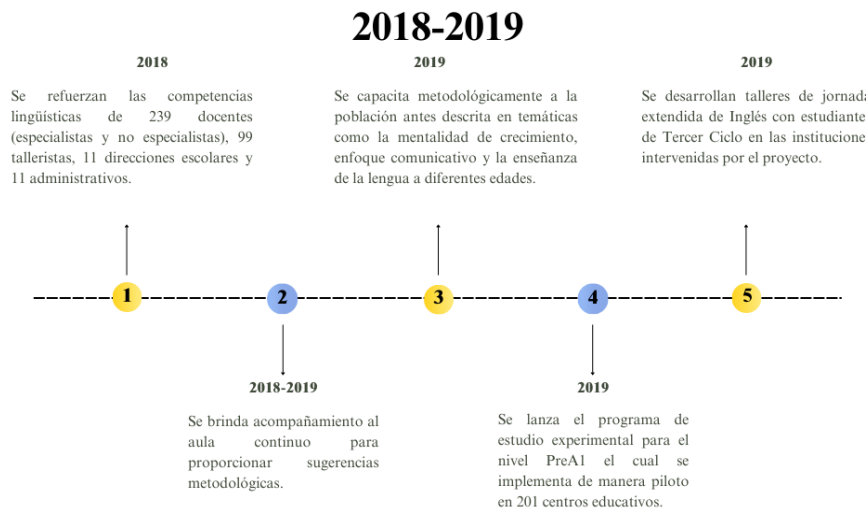 2018-2019
2018
Se refuerzan las competencias
lingüísticas de 239 docentes
(especialistas y no especialistas), 99
talleristas, 11 direcciones escolares y
11 administrativos.
2019
Se capacita metodológicamente a la
población antes descrita en temáticas
como la mentalidad de crecimiento,
enfoque comunicativo y la enseñanza
de la lengua a diferentes edades.
2019
Se desarrollan talleres de jornada
extendida de Inglés con estudiante
de Tercer Ciclo en las institucione
intervenidas por el proyecto.
1
2
3
4
5
2018-2019
Se brinda acompañamiento al
aula continuo para
proporcionar sugerencias
metodológicas.
2019
Se lanza el programa de
estudio experimental para el
nivel PreA1 el cual se
implementa de manera piloto
en 201 centros educativos.